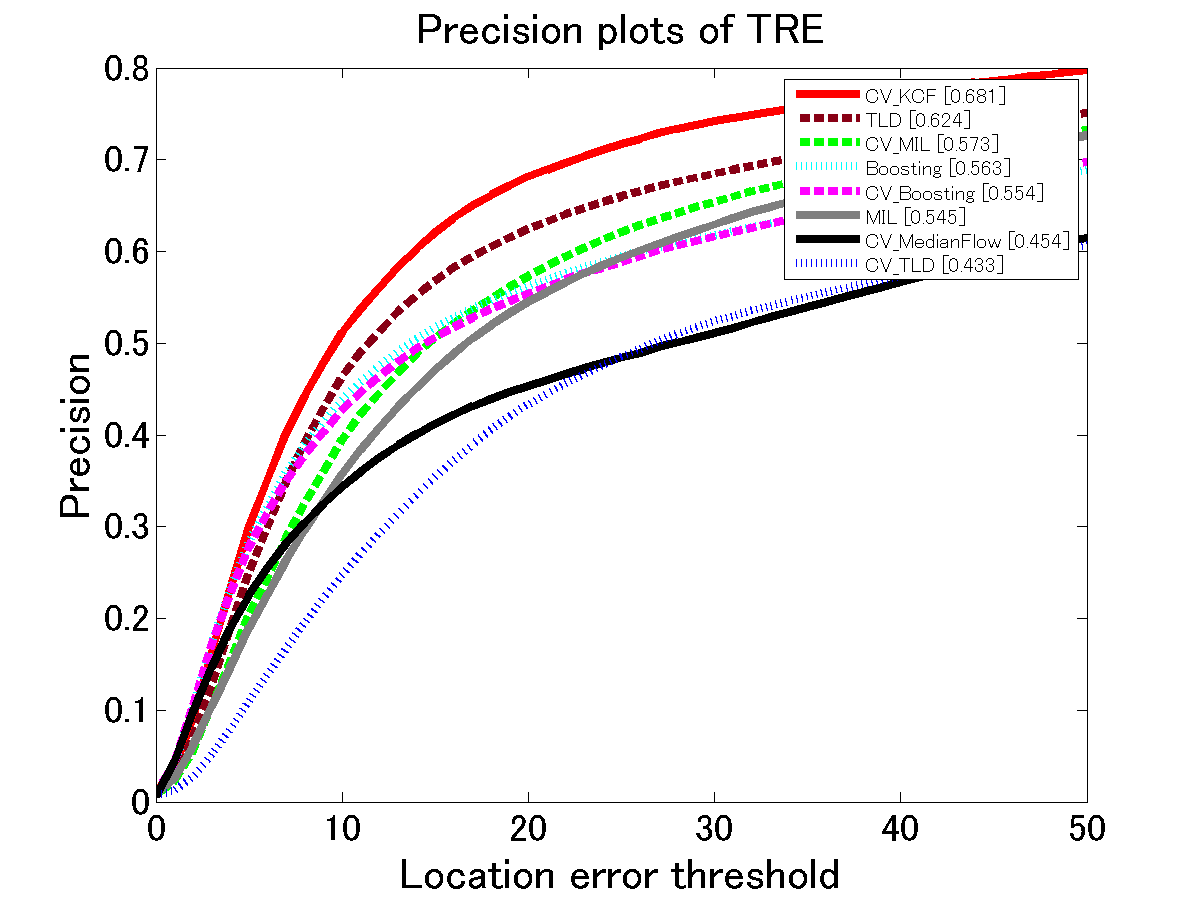 Precision plots of TRE
0.8
0.7
0.6
0.5
0.4
0.3
0.2
0.1
0
Precision
CV_KCF [0.681]
TLD [0.624]
CV_MIL [0.573]
Boosting [0.563]
CV_Boosting [0.554]
MIL [0.545]
CV_MedianFlow [0.454]
CV_TLD [0.433]
0 10 20 30 40 50
Location error threshold